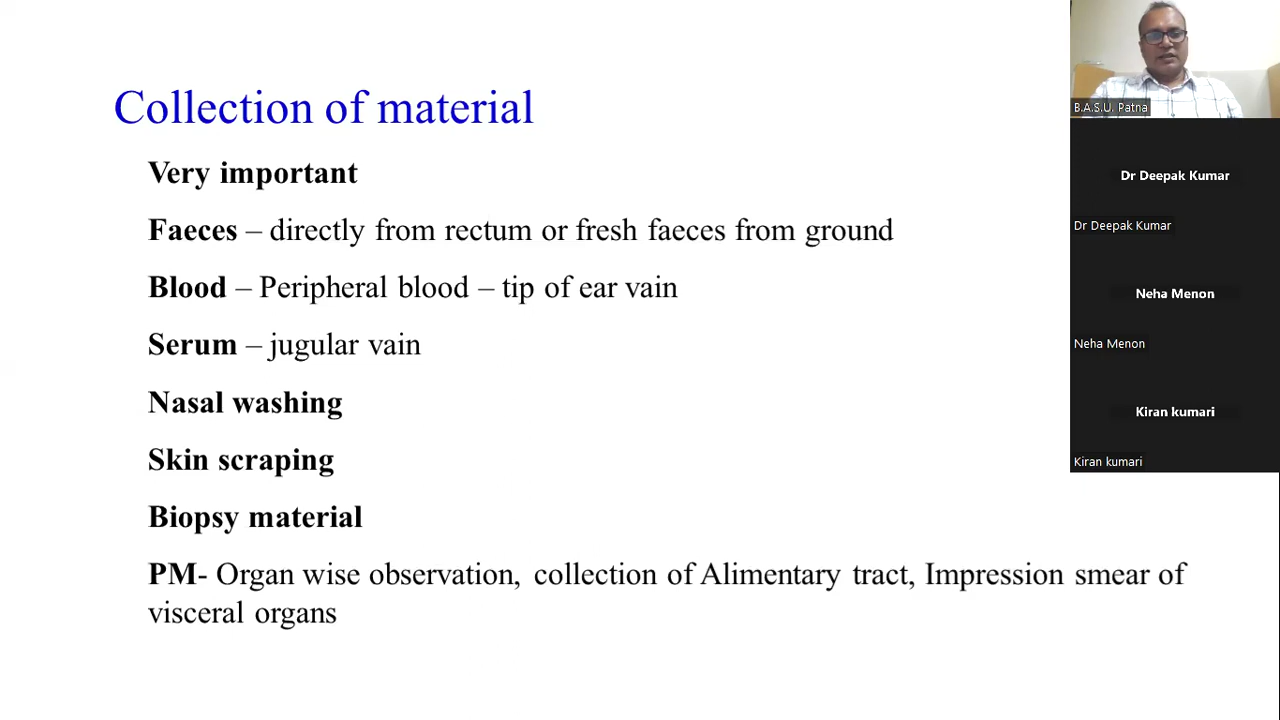 Collection of material
Very important
Faeces – directly from rectum or fresh faeces from ground
Blood – Peripheral blood – tip of ear vain
Serum – jugular vain
Nasal washing
Skin scraping
Biopsy material
PM- Organ wise observation, collection of Alimentary tract, Impression smear of
visceral organs
B.A.S.U. Patna
Dr Deepak Kumar
Dr Deepak Kumar
Neha Menon
Neha Menon
Kiran kumari
Kiran kumari